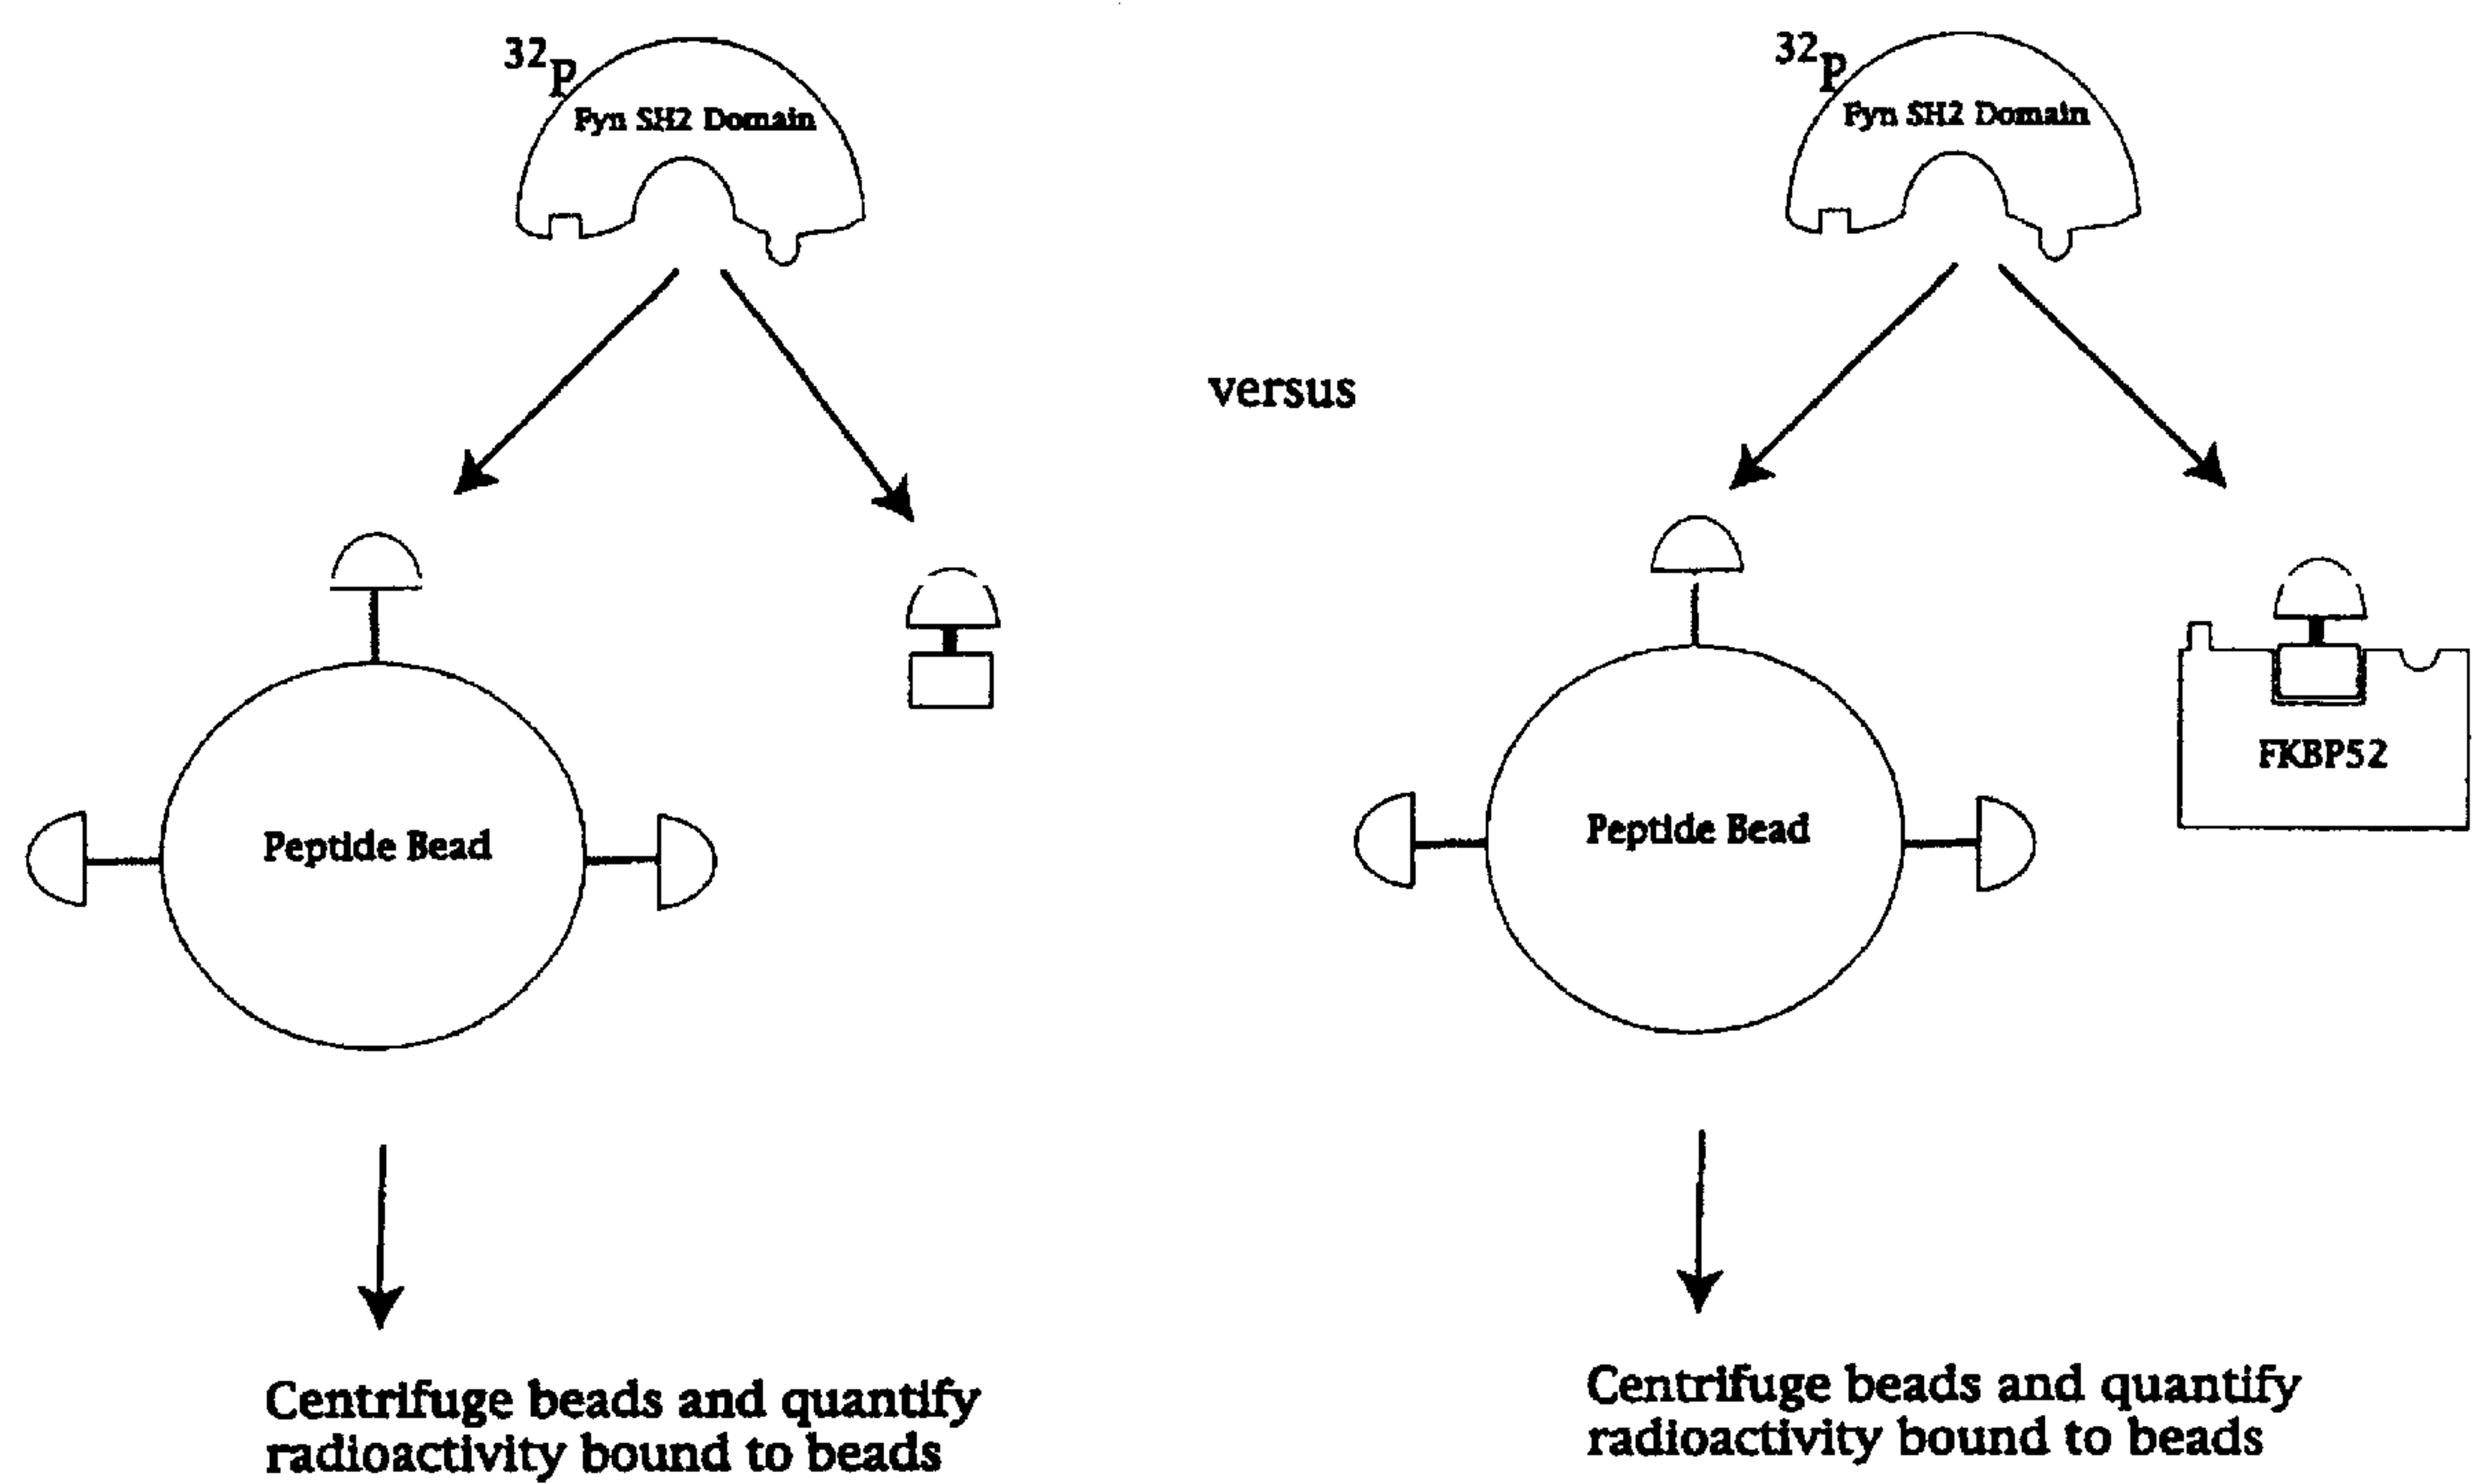 32P
Fyn SH2 Domain
32P
Fyn SH2 Domain
versus
Peptide Bead
Peptide Bead
FKBP52
Centrifuge beads and quantify
radioactivity bound to beads
Centrifuge beads and quantify
radioactivity bound to beads